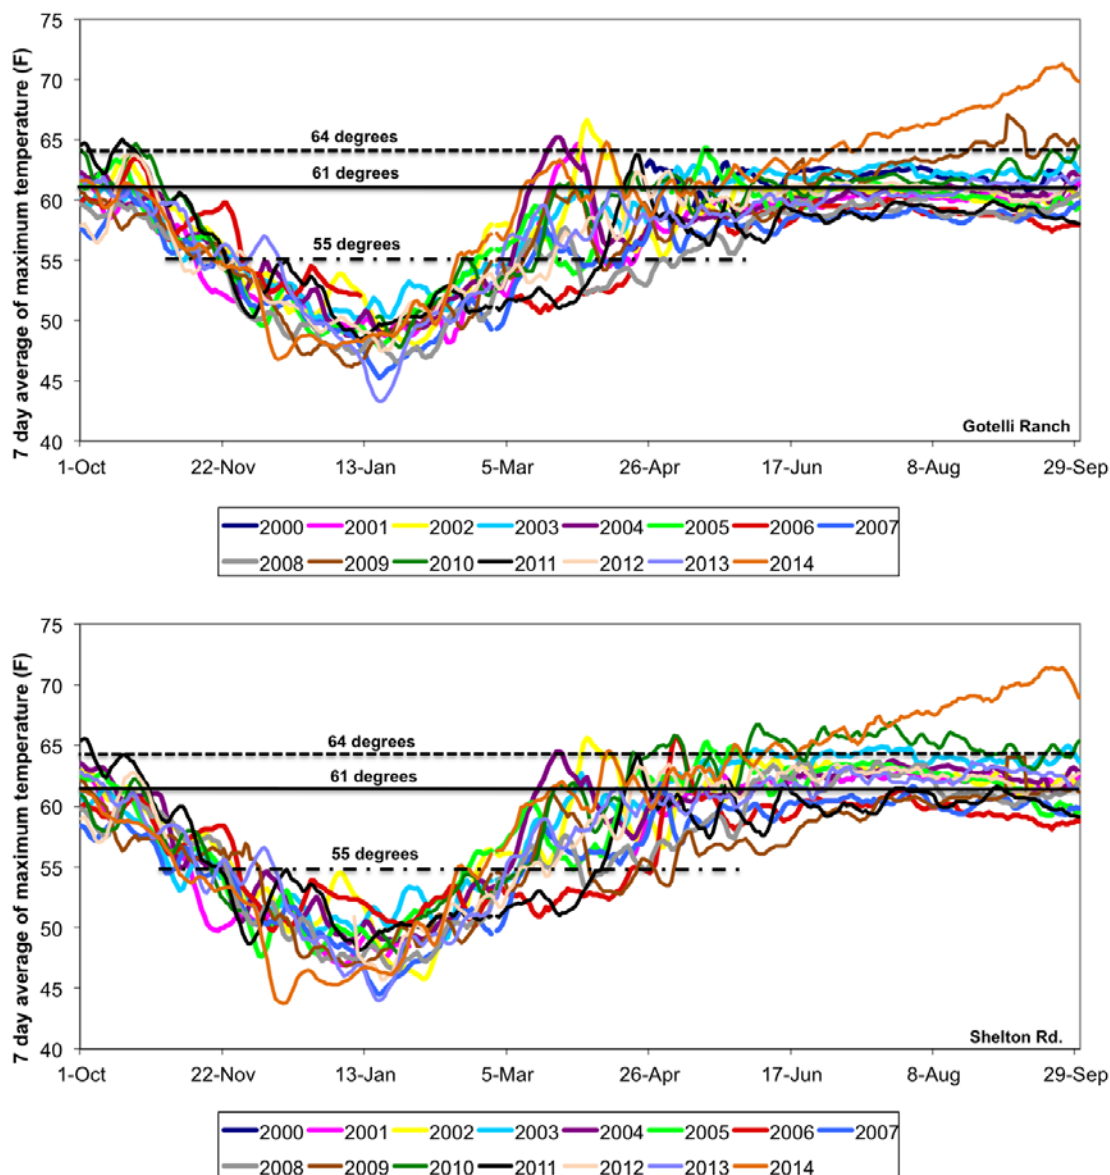 7 day average of maximum temperature (F)
75
70
65
60
55
50
45
40
64 degrees
61 degrees
55 degrees
Gotelli Ranch
1-Oct 22-Nov 13-Jan 5-Mar 26-Apr 17-Jun 8-Aug 29-Sep
2000 2001 2002 2003 2004 2005 2006 2007
2008 2009 2010 2011 2012 2013 2014
7 day average of maximum temperature (F)
75
70
65
60
55
50
45
40
64 degrees
61 degrees
55 degrees
Shelton Rd.
1-Oct 22-Nov 13-Jan 5-Mar 26-Apr 17-Jun 8-Aug 29-Sep
2000 2001 2002 2003 2004 2005 2006 2007
2008 2009 2010 2011 2012 2013 2014